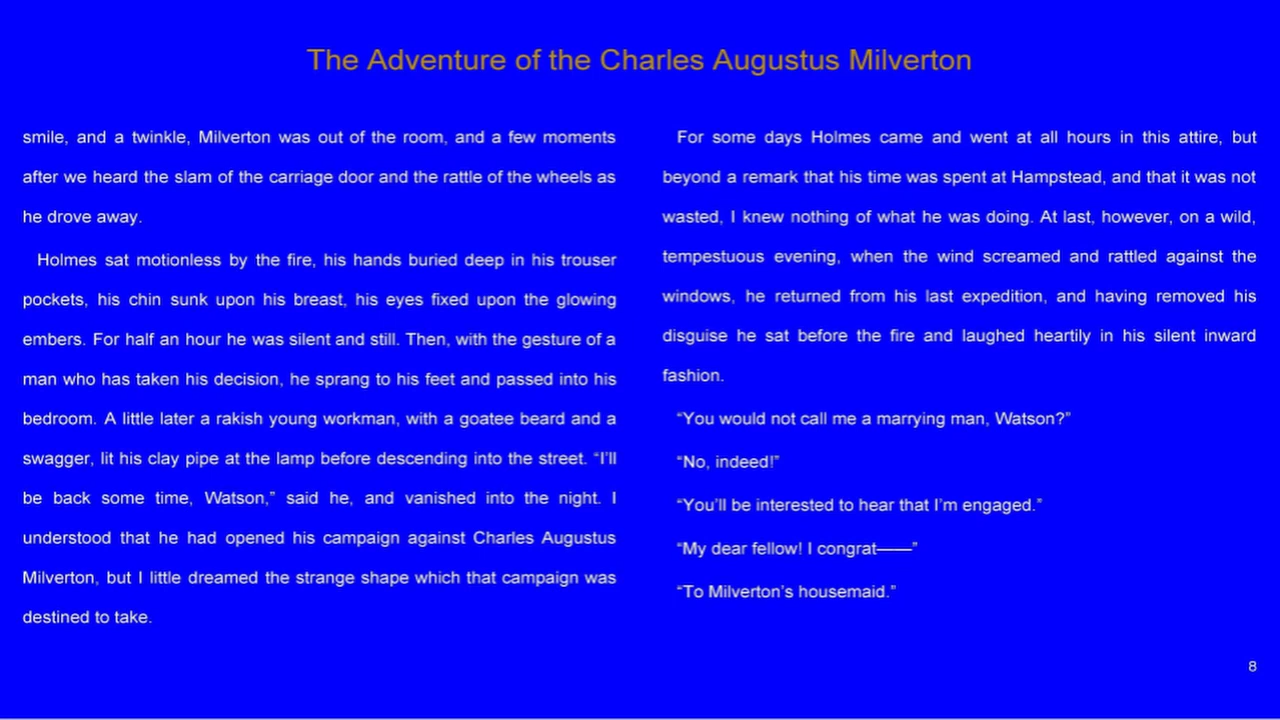 The Adventure of the Charles Augustus Milverton
smile, and a twinkle, Milverton was out of the room, and a few moments
after we heard the slam of the carriage door and the rattle of the wheels as
he drove away.
Holmes sat motionless by the fire, his hands buried deep in his trouser
pockets, his chin sunk upon his breast, his eyes fixed upon the glowing
embers. For half an hour he was silent and still. Then, with the gesture of a
man who has taken his decision, he sprang to his feet and passed into his
bedroom. A little later a rakish young workman, with a goatee beard and a
swagger, lit his clay pipe at the lamp before descending into the street. “I’ll
be back some time, Watson,” said he, and vanished into the night. I
understood that he had opened his campaign against Charles Augustus
Milverton, but I little dreamed the strange shape which that campaign was
destined to take.
For some days Holmes came and went at all hours in this attire, but
beyond a remark that his time was spent at Hampstead, and that it was not
wasted, I knew nothing of what he was doing. At last, however, on a wild,
tempestuous evening, when the wind screamed and rattled against the
windows, he returned from his last expedition, and having removed his
disguise he sat before the fire and laughed heartily in his silent inward
fashion.
“You would not call me a marrying man, Watson?”
“No, indeed!”
“You’ll be interested to hear that I’m engaged.”
“My dear fellow! I congrat——”
“To Milverton’s housemaid.”
8